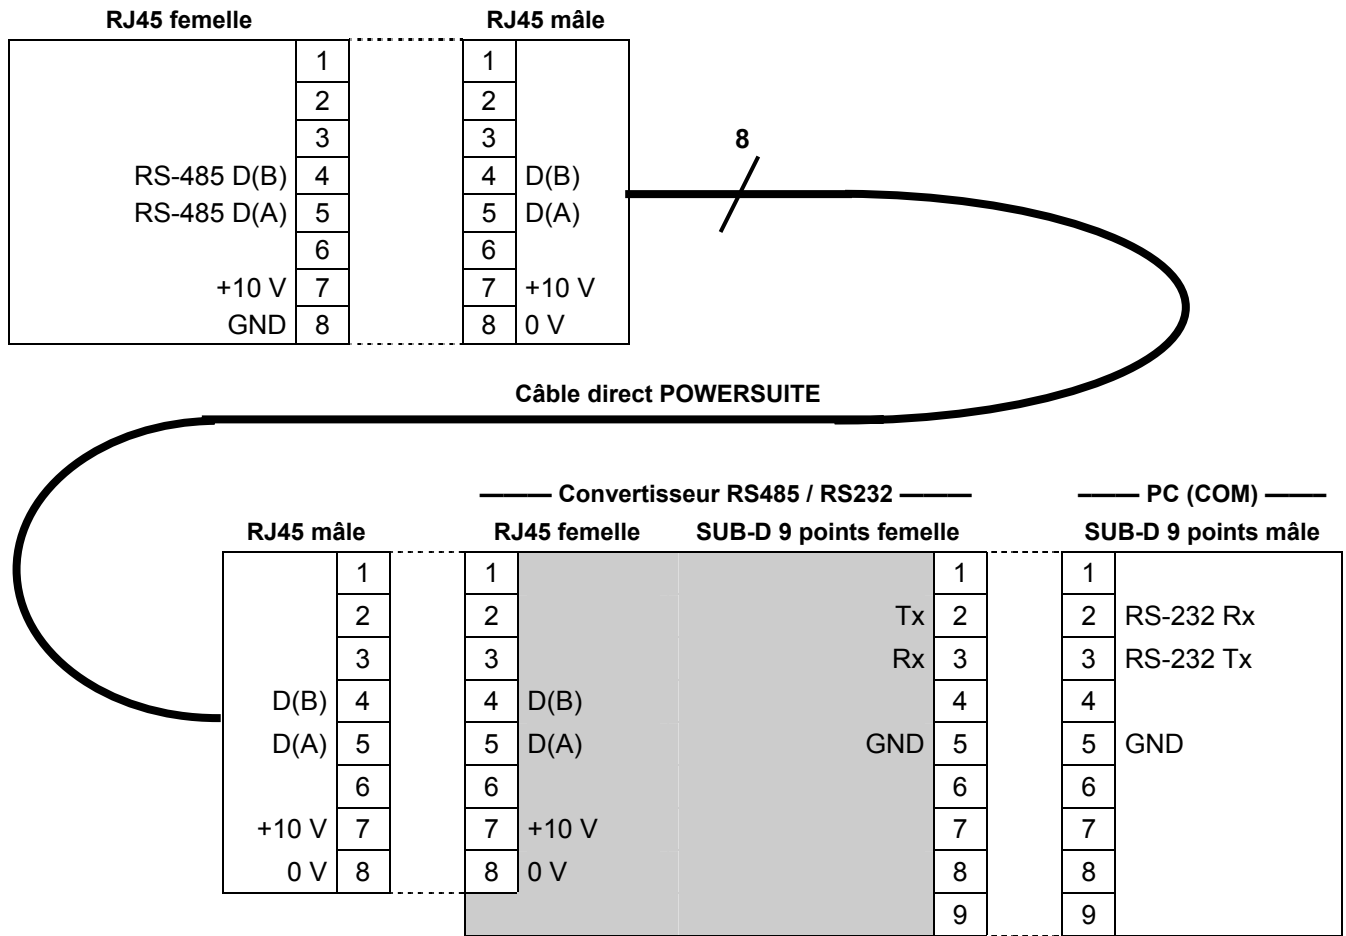 RJ45 femelle RJ45 mâle
1 1
2 2
3 3
RS-485 D(B) 4 4 D(B)
RS-485 D(A) 5 5 D(A)
6 6
+10 V 7 7 +10 V
GND 8 8 0 V
8
Câble direct POWERSUITE
Convertisseur RS485 / RS232 PC (COM)
RJ45 mâle RJ45 femelle SUB-D 9 points femelle SUB-D 9 points mâle
1 1 1 1
2 2 Tx 2 2 RS-232 Rx
3 3 Rx 3 3 RS-232 Tx
D(B) 4 4 D(B) 4 4
D(A) 5 5 D(A) GND 5 5 GND
6 6 6 6
+10 V 7 7 +10 V 7 7
0 V 8 8 0 V 8 8
9 9